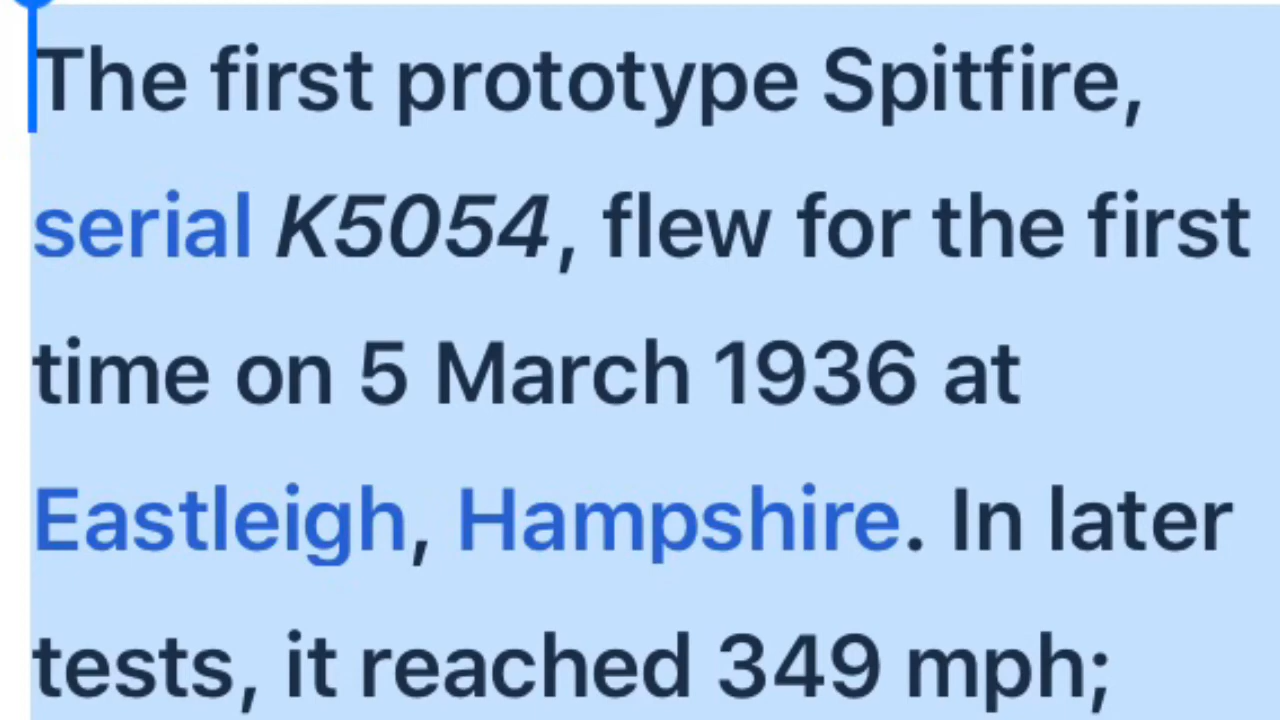 The first prototype Spitfire,
serial K5054, flew for the first
time on 5 March 1936 at
Eastleigh, Hampshire. In later
tests, it reached 349 mph;